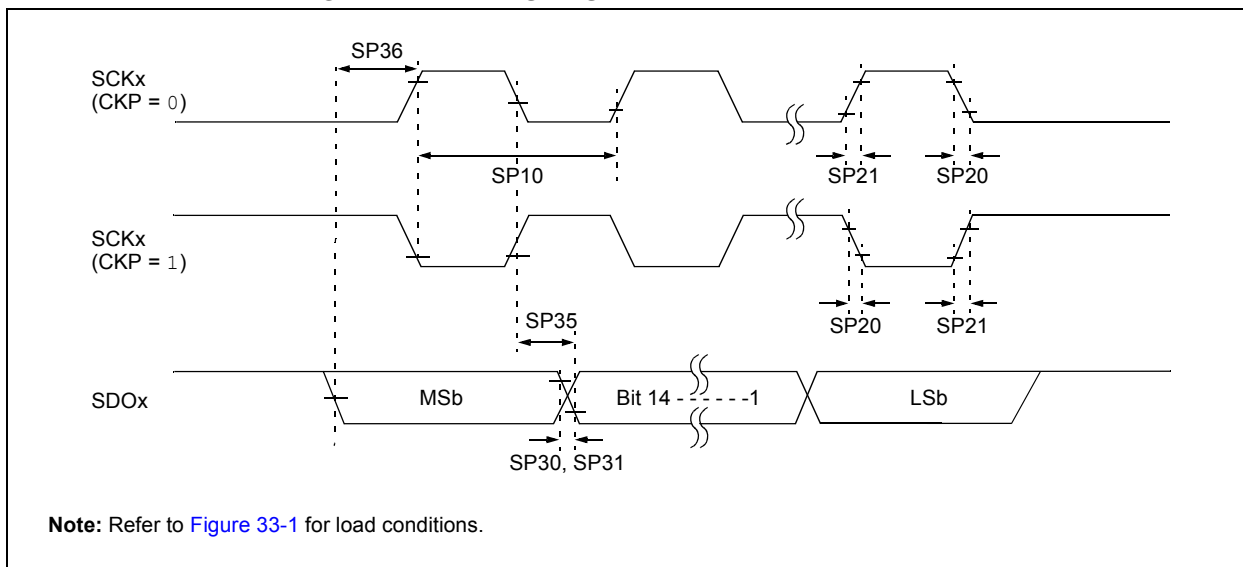 SP36
SCKx
(CKP = 0)
SP10
SP21
SP20
SCKx
(CKP = 1)
SP35
SP20
SP21
SDOx
MSb
Bit 14 - - - - - - -1
LSb
SP30, SP31
Note: Refer to Figure 33-1 for load conditions.